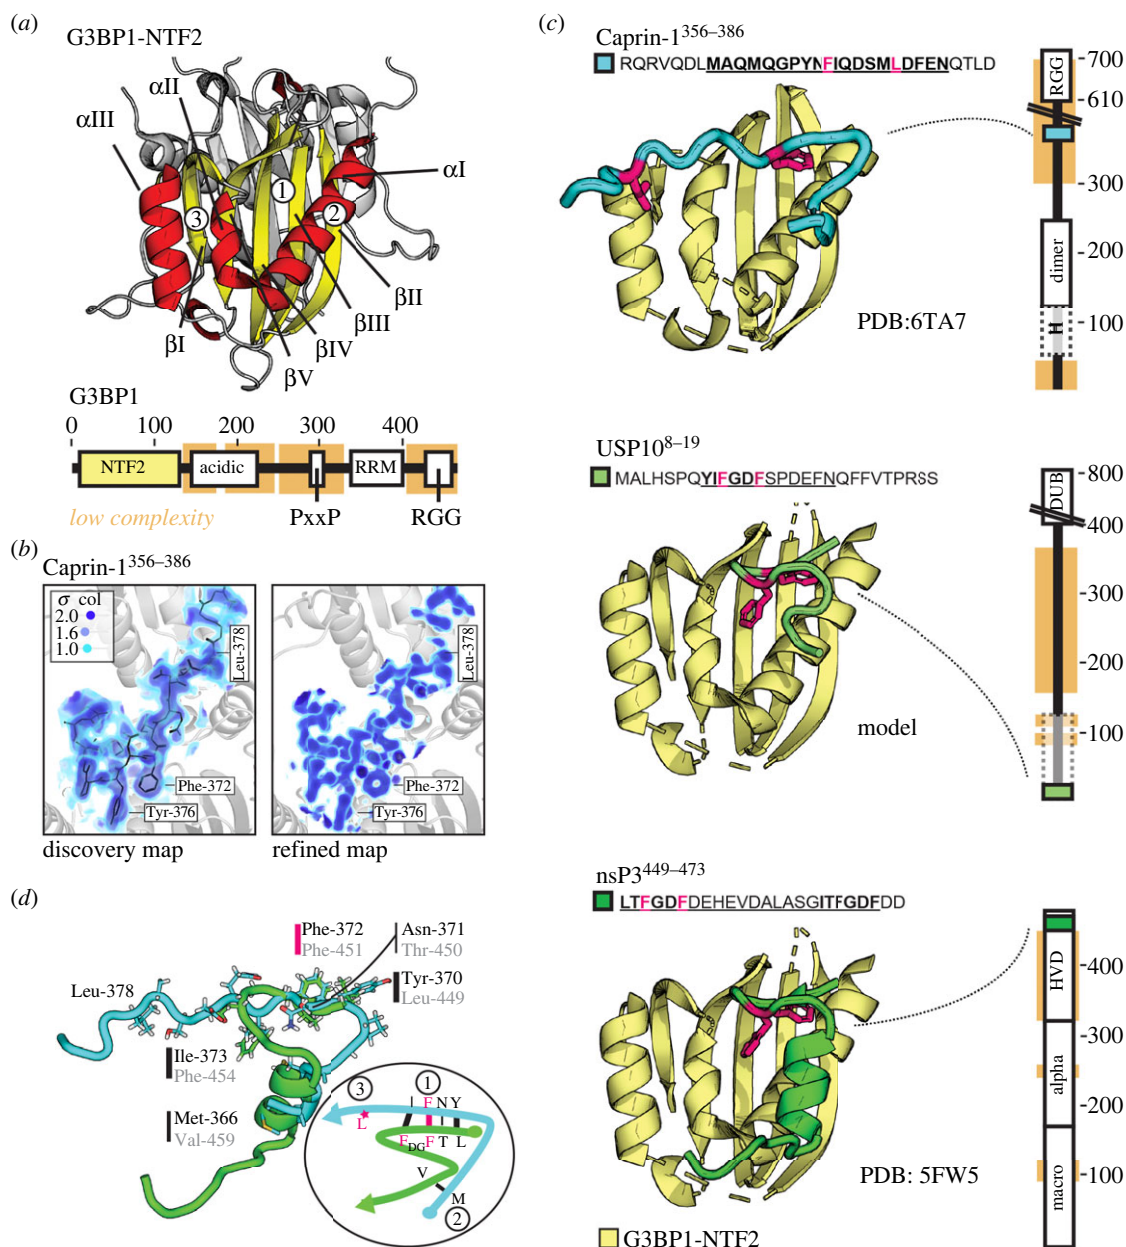 (a)
G3BP1-NTF2
αII
αIII
αI
1
2
3
βII
βIII
βI
βIV
βV
G3BP1
0 100 200 300 400
NTF2 acidic RRM
low complexity PxxP RGG
(b)
Caprin-1356–386
σ col
2.0
1.6
1.0
Leu-378
Phe-372
Tyr-376
discovery map
Leu-378
Phe-372
Tyr-376
refined map
(c)
Caprin-1356–386
RQRVQDLMAQMQGPYNFIQDSMLDFENQTLD
PDB:6TA7
RGG
700
610
300
dimer
200
H
100
USP108–19
MALHSPQYIFGDFSPDEFNQFFVTPRSS
model
DUB
800
400
300
200
100
nsP3449–473
LTFGDFDEHEVDALASGITFGDFDD
PDB: 5FW5
HVD
400
300
alpha
200
macro
100
G3BP1-NTF2
(d)
Phe-372
Phe-451
Asn-371
Thr-450
Tyr-370
Leu-449
Leu-378
Ile-373
Phe-454
Met-366
Val-459
3
1
I F N Y
L
F DG F T L
V
M
2